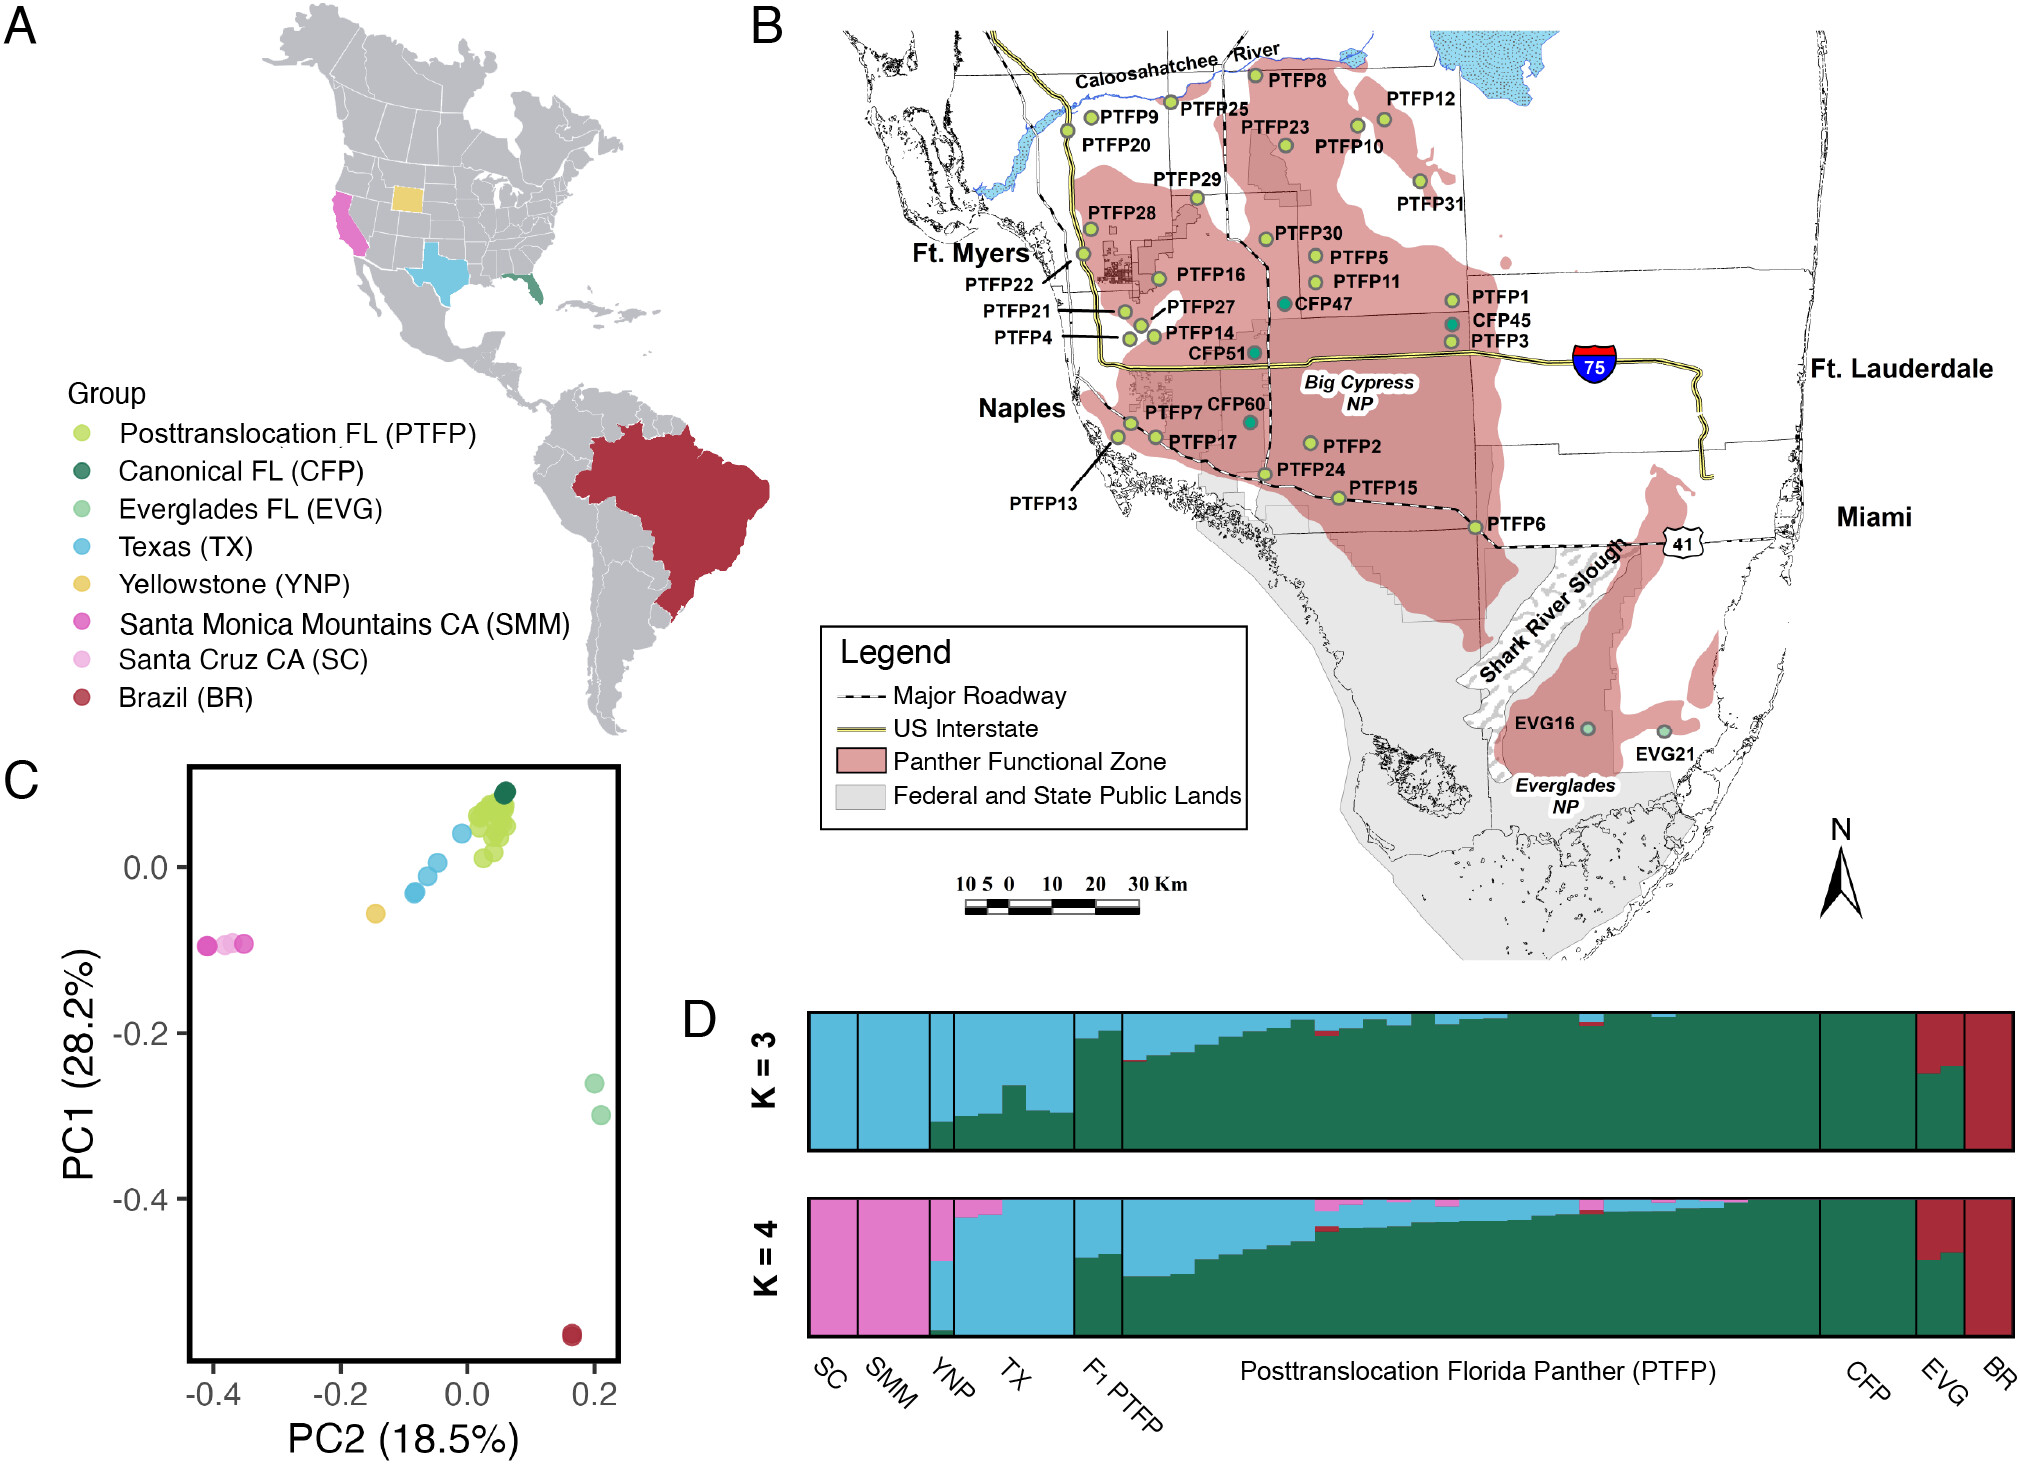 A
Group
Posttranslocation FL (PTFP)
Canonical FL (CFP)
Everglades FL (EVG)
Texas (TX)
Yellowstone (YNP)
Santa Monica Mountains CA (SMM)
Santa Cruz CA (SC)
Brazil (BR)
B
Caloosahatchee River
PTFP8
PTFP12
PTFP25
PTFP9
PTFP20
PTFP23
PTFP10
PTFP29
PTFP31
PTFP28
PTFP30
Ft. Myers
PTFP5
PTFP22
PTFP16
PTFP11
PTFP21
PTFP27
CFP47
PTFP1
CFP45
PTFP4
PTFP14
PTFP3
CFP51
75
Ft. Lauderdale
Big Cypress
NP
Naples
PTFP7
CFP60
PTFP17
PTFP2
PTFP24
PTFP13
PTFP15
PTFP6
Miami
41
Shark River Slough
EVG16
EVG21
Everglades
NP
Legend
Major Roadway
US Interstate
Panther Functional Zone
Federal and State Public Lands
10 5 0 10 20 30 Km
N
C
0.0
-0.2
-0.4
PC1 (28.2%)
-0.4 -0.2 0.0 0.2
PC2 (18.5%)
D
K = 3
K = 4
SC SMM YNP TX F1 PTFP Posttranslocation Florida Panther (PTFP) CFP EVG BR